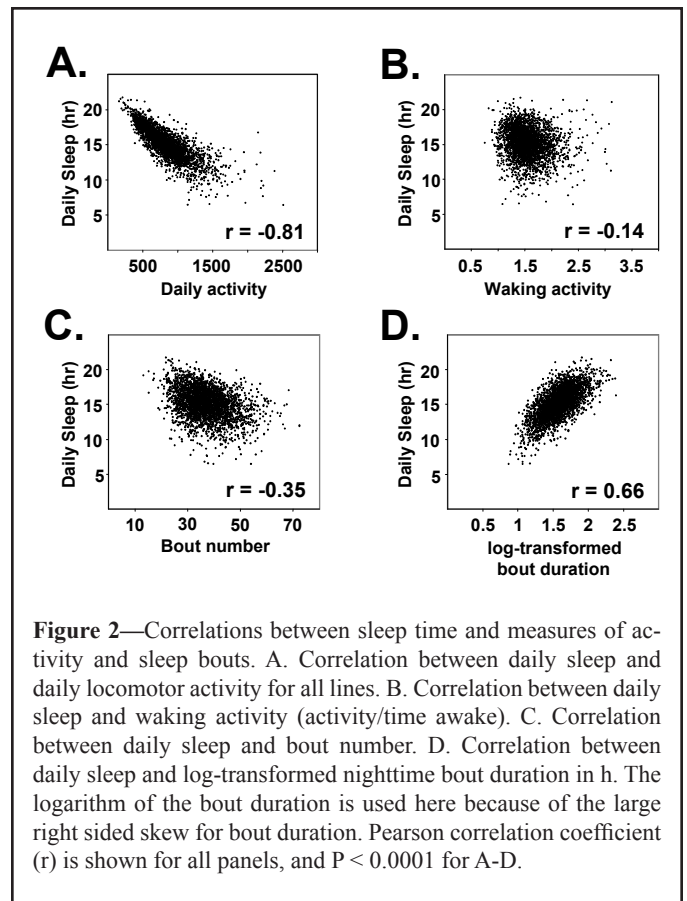 A.
Daily Sleep (hr)
20
15
10
5
r = -0.81
500 1500 2500
Daily activity
B.
Daily Sleep (hr)
20
15
10
5
r = -0.14
0.5 1.5 2.5 3.5
Waking activity
C.
Daily Sleep (hr)
20
15
10
5
r = -0.35
10 30 50 70
Bout number
D.
Daily Sleep (hr)
20
15
10
5
r = 0.66
0.5 1 1.5 2 2.5
log-transformed
bout duration
Figure 2—Correlations between sleep time and measures of ac-
tivity and sleep bouts. A. Correlation between daily sleep and
daily locomotor activity for all lines. B. Correlation between daily
sleep and waking activity (activity/time awake). C. Correlation
between daily sleep and bout number. D. Correlation between
daily sleep and log-transformed nighttime bout duration in h. The
logarithm of the bout duration is used here because of the large
right sided skew for bout duration. Pearson correlation coefficient
(r) is shown for all panels, and P < 0.0001 for A-D.